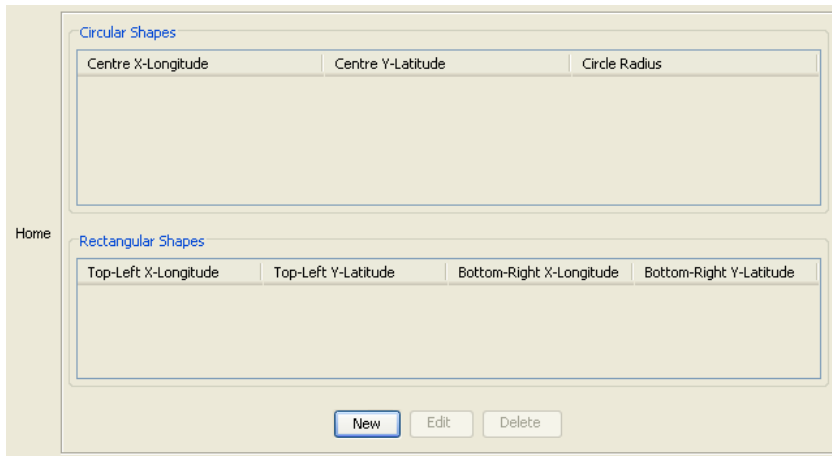 Circular Shapes
Centre X-Longitude Centre Y-Latitude Circle Radius
Home
Rectangular Shapes
Top-Left X-Longitude Top-Left Y-Latitude Bottom-Right X-Longitude Bottom-Right Y-Latitude
New Edit Delete